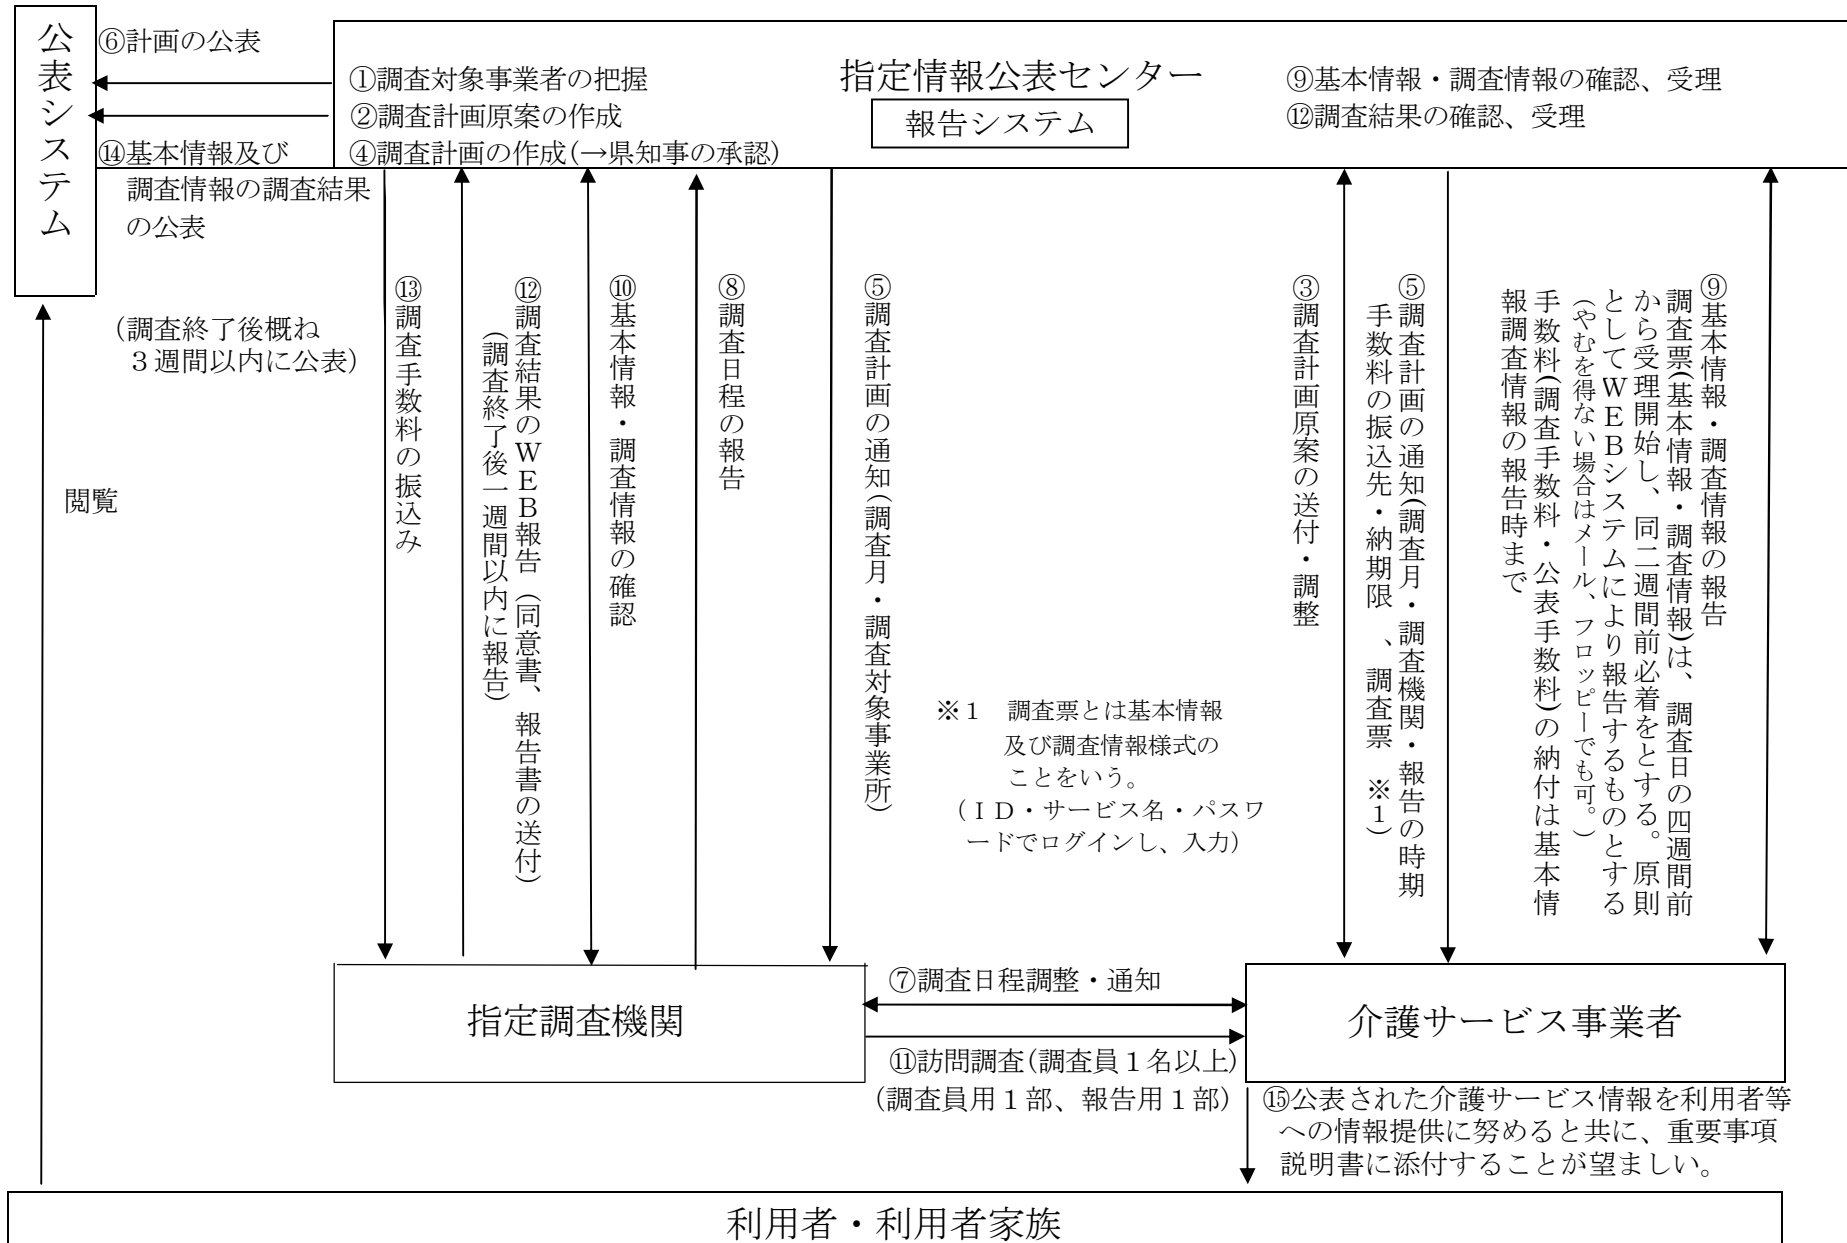 公表システム
⑥計画の公表
指定情報公表センター
報告システム
①調査対象事業者の把握
②調査計画原案の作成
④調査計画の作成(→県知事の承認)
⑨基本情報・調査情報の確認、受理
⑫調査結果の確認、受理
⑭基本情報及び
調査情報の調査結果
の公表
(調査終了後概ね
3週間以内に公表)
閲覧
⑬調査手数料の振込み
⑫調査結果のWEB報告(同意書、報告書の送付)
(調査終了後一週間以内に報告)
⑩基本情報・調査情報の確認
⑧調査日程の報告
⑤調査計画の通知(調査月・調査対象事業所)
※1 調査票とは基本情報
及び調査情報様式の
ことをいう。
(ID・サービス名・パスワ
ードでログインし、入力)
③調査計画原案の送付・調整
⑤調査計画の通知(調査月・調査機関・報告の時期
手数料の振込先・納期限、調査票 ※1)
⑨基本情報・調査情報の報告
調査票(基本情報・調査情報)は、調査日の四週間前
から受理開始し、同二週間前必着をとする。原則
としてWEBシステムにより報告するものとする
(やむを得ない場合はメール、フロッピーでも可。)
手数料(調査手数料・公表手数料)の納付は基本情
報調査情報の報告時まで
指定調査機関
⑦調査日程調整・通知
⑪訪問調査(調査員1名以上)
(調査員用1部、報告用1部)
介護サービス事業者
⑮公表された介護サービス情報を利用者等
への情報提供に努めると共に、重要事項
説明書に添付することが望ましい。
利用者・利用者家族